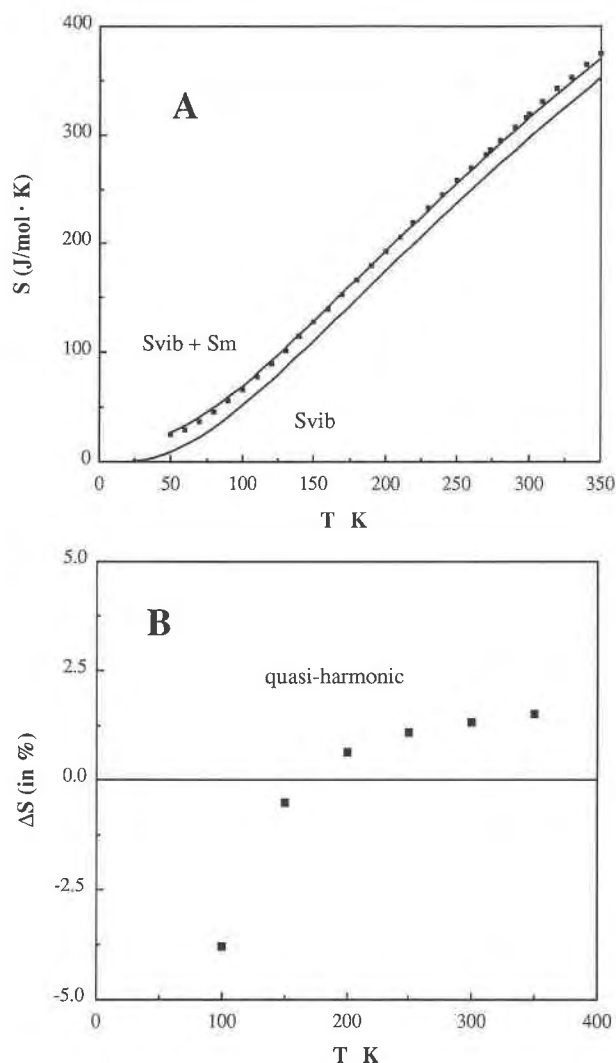 400
A
300
S (J/mol · K)
200
Svib + Sm
100
Svib
0
0 50 100 150 200 250 300 350
T K
5.0
B
2.5
quasi-harmonic
ΔS (in %)
0.0
-2.5
-5.0
0 100 200 300 400
T K